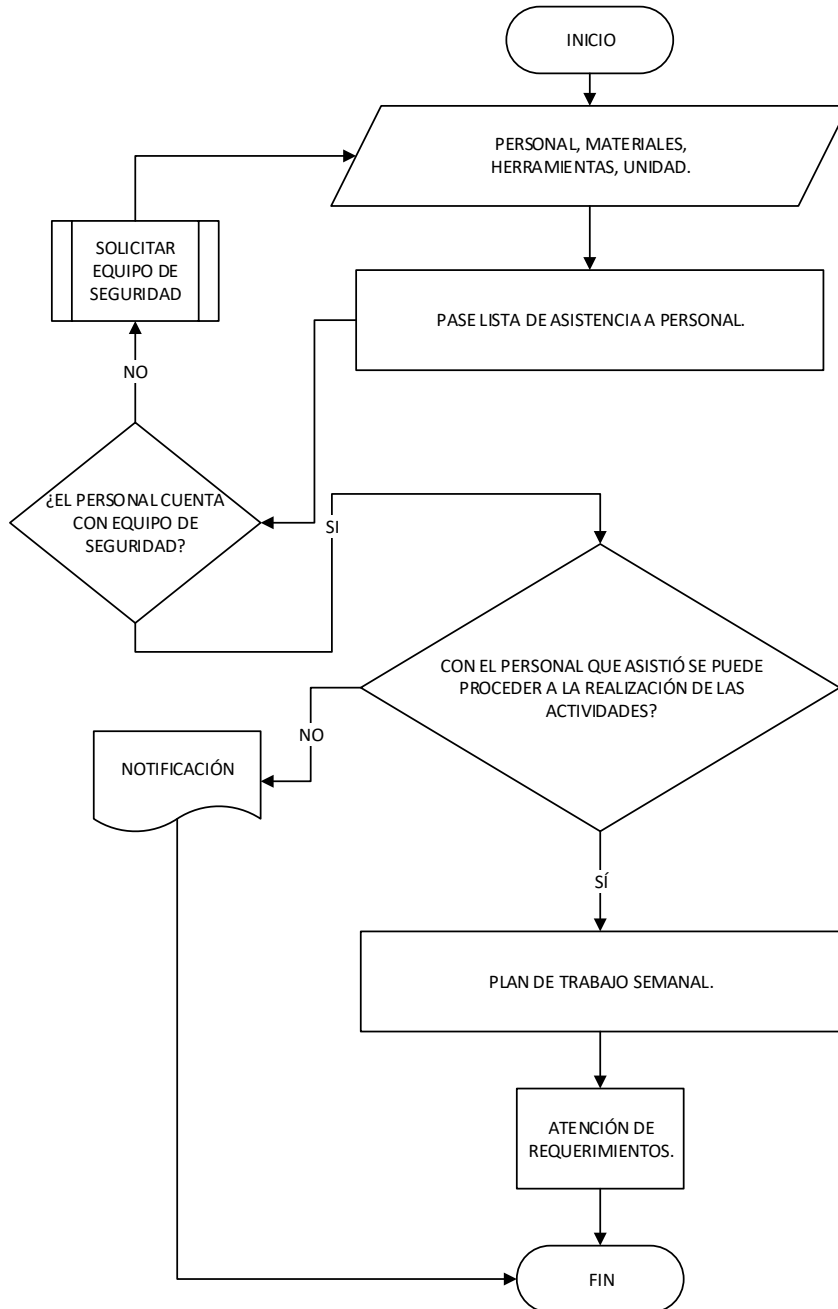 INICIO
PERSONAL, MATERIALES,
HERRAMIENTAS, UNIDAD.
SOLICITAR
EQUIPO DE
SEGURIDAD
PASE LISTA DE ASISTENCIA A PERSONAL.
NO
¿EL PERSONAL CUENTA
CON EQUIPO DE
SEGURIDAD?
SI
CON EL PERSONAL QUE ASISTIÓ SE PUEDE
PROCEDER A LA REALIZACIÓN DE LAS
ACTIVIDADES?
NO
NOTIFICACIÓN
SÍ
PLAN DE TRABAJO SEMANAL.
ATENCIÓN DE
REQUERIMIENTOS.
FIN